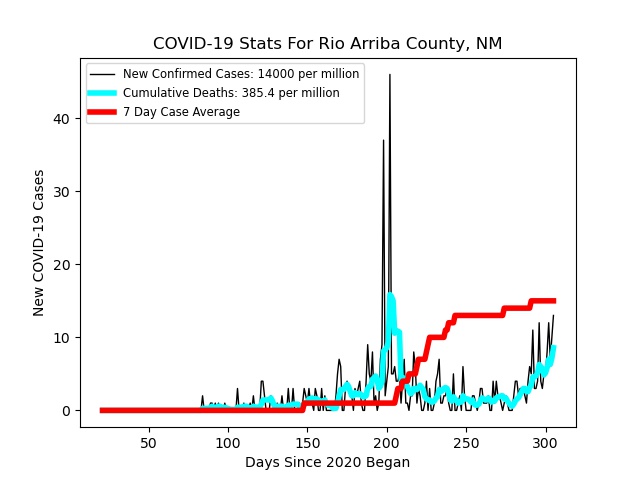 COVID-19 Stats For Rio Arriba County, NM
New Confirmed Cases: 14000 per million
Cumulative Deaths: 385.4 per million
7 Day Case Average
New COVID-19 Cases
40
30
20
10
0
50 100 150 200 250 300
Days Since 2020 Began